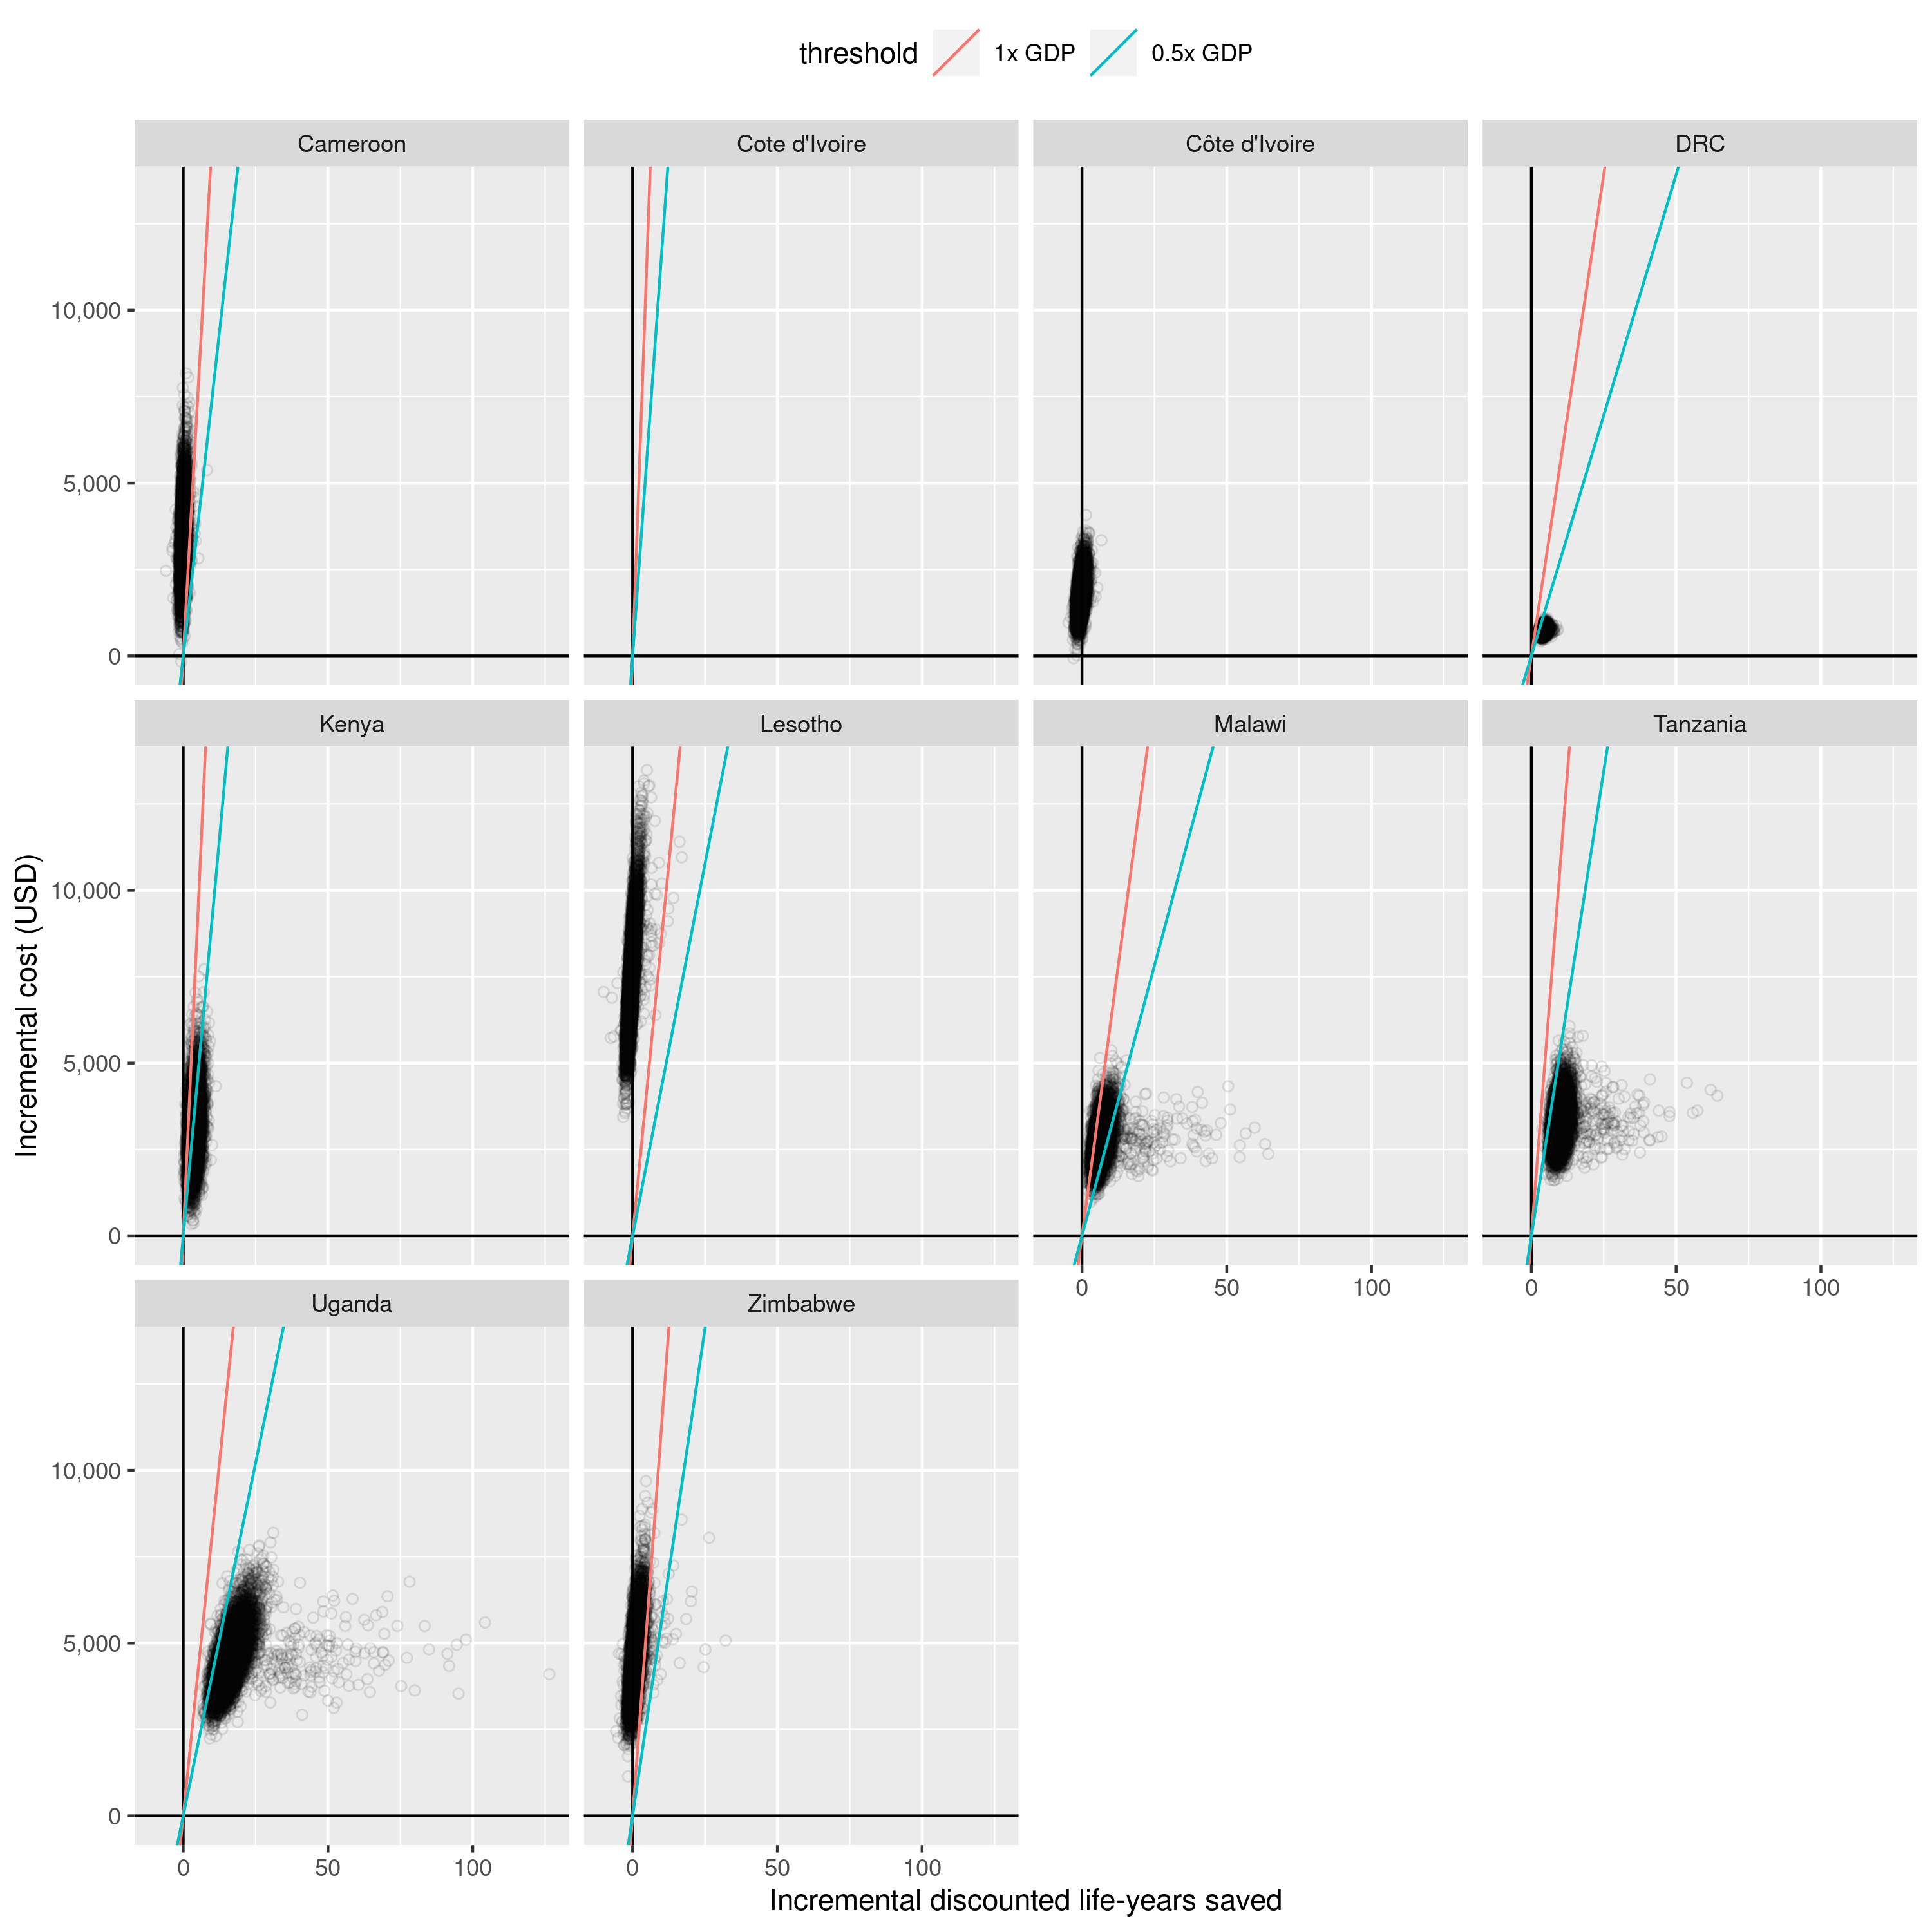 threshold 1x GDP 0.5x GDP
Cameroon Cote d'Ivoire Côte d'Ivoire DRC
10,000
5,000
0
Kenya Lesotho Malawi Tanzania
Incremental cost (USD)
10,000
5,000
0
0 50 100 0 50 100
Uganda Zimbabwe
10,000
5,000
0
0 50 100 0 50 100
Incremental discounted life-years saved